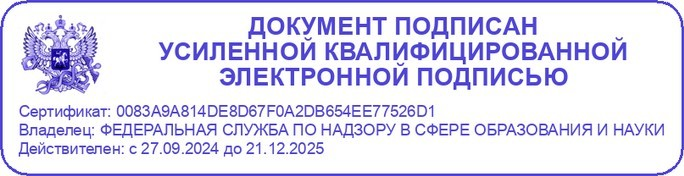 ДОКУМЕНТ ПОДПИСАН
УСИЛЕННОЙ КВАЛИФИЦИРОВАННОЙ
ЭЛЕКТРОННОЙ ПОДПИСЬЮ
Сертификат: 0083A9A814DE8D67F0A2DB654EE77526D1
Владелец: ФЕДЕРАЛЬНАЯ СЛУЖБА ПО НАДЗОРУ В СФЕРЕ ОБРАЗОВАНИЯ И НАУКИ
Действителен: с 27.09.2024 до 21.12.2025